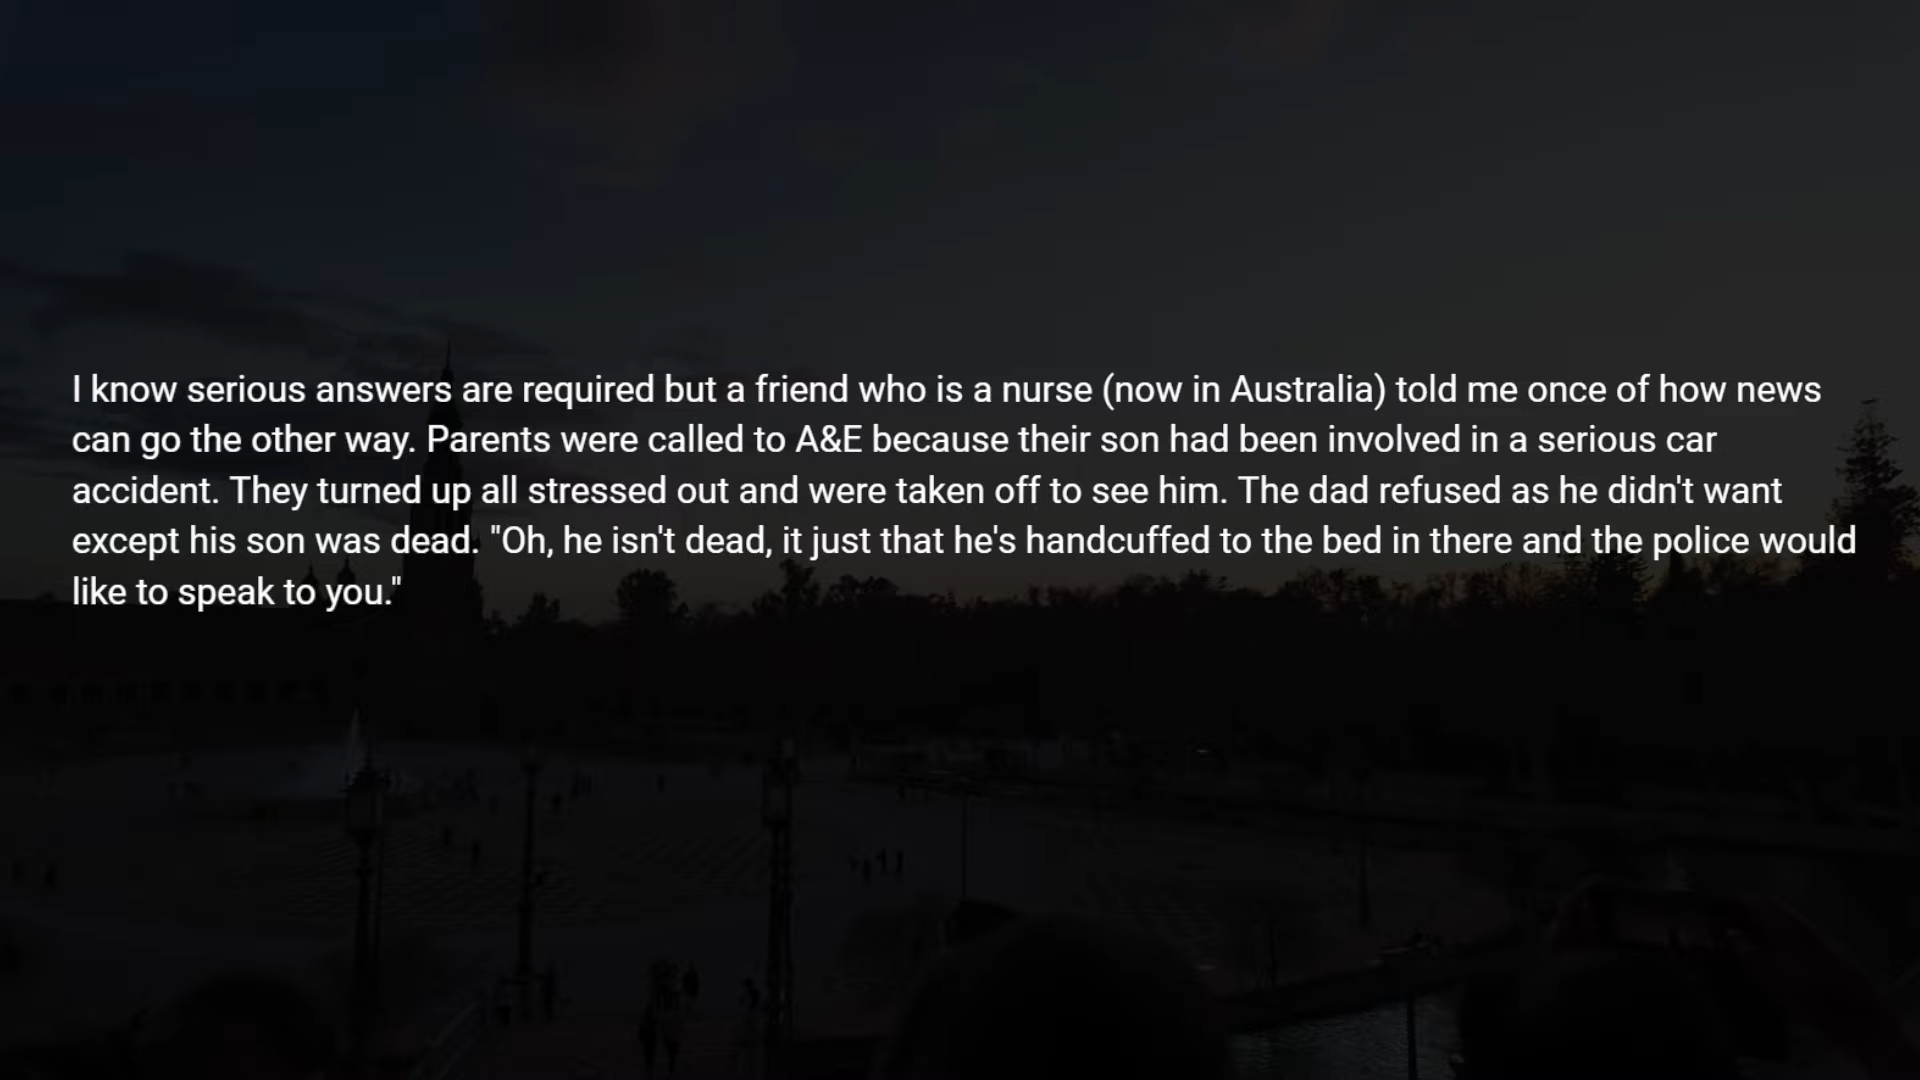 I know serious answers are required but a friend who is a nurse (now in Australia) told me once of how news
can go the other way. Parents were called to A&E because their son had been involved in a serious car
accident. They turned up all stressed out and were taken off to see him. The dad refused as he didn't want
except his son was dead. "Oh, he isn't dead, it just that he's handcuffed to the bed in there and the police would
like to speak to you."